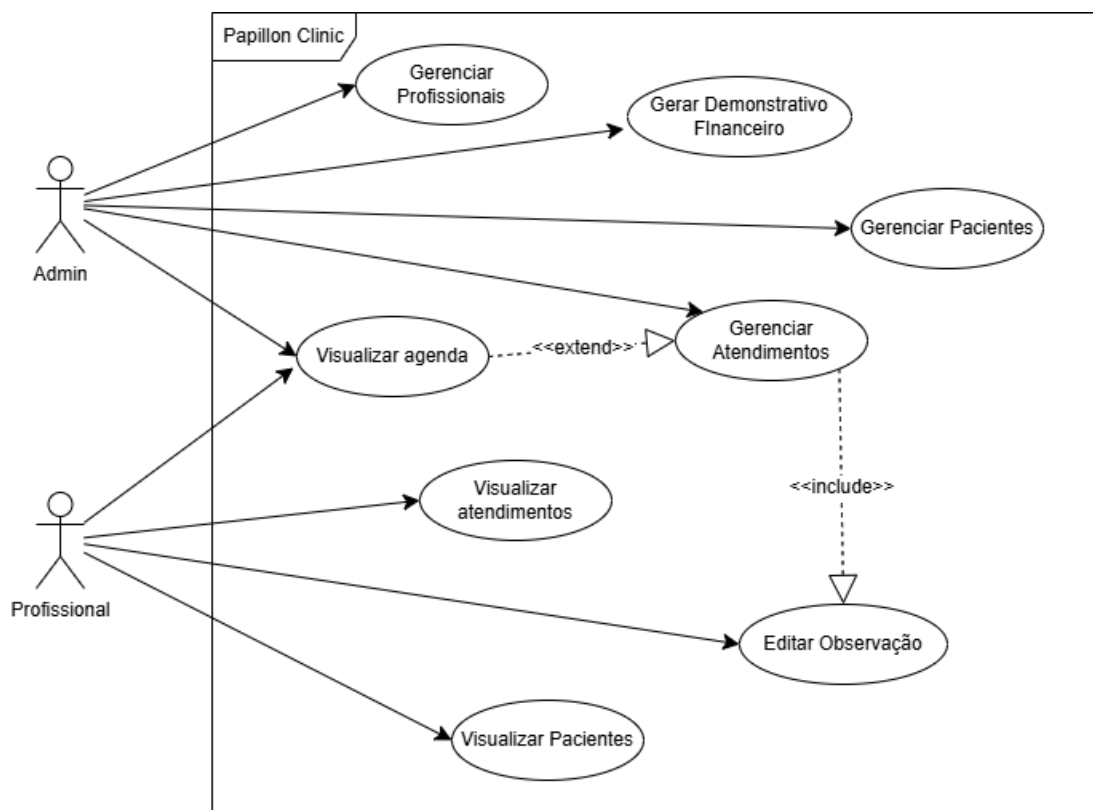 Papillon Clinic
Gerenciar
Profissionais
Gerar Demonstrativo
FInanceiro
Gerenciar Pacientes
Admin
Visualizar agenda
<<extend>>
Gerenciar
Atendimentos
Visualizar
atendimentos
<<include>>
Profissional
Editar Observação
Visualizar Pacientes